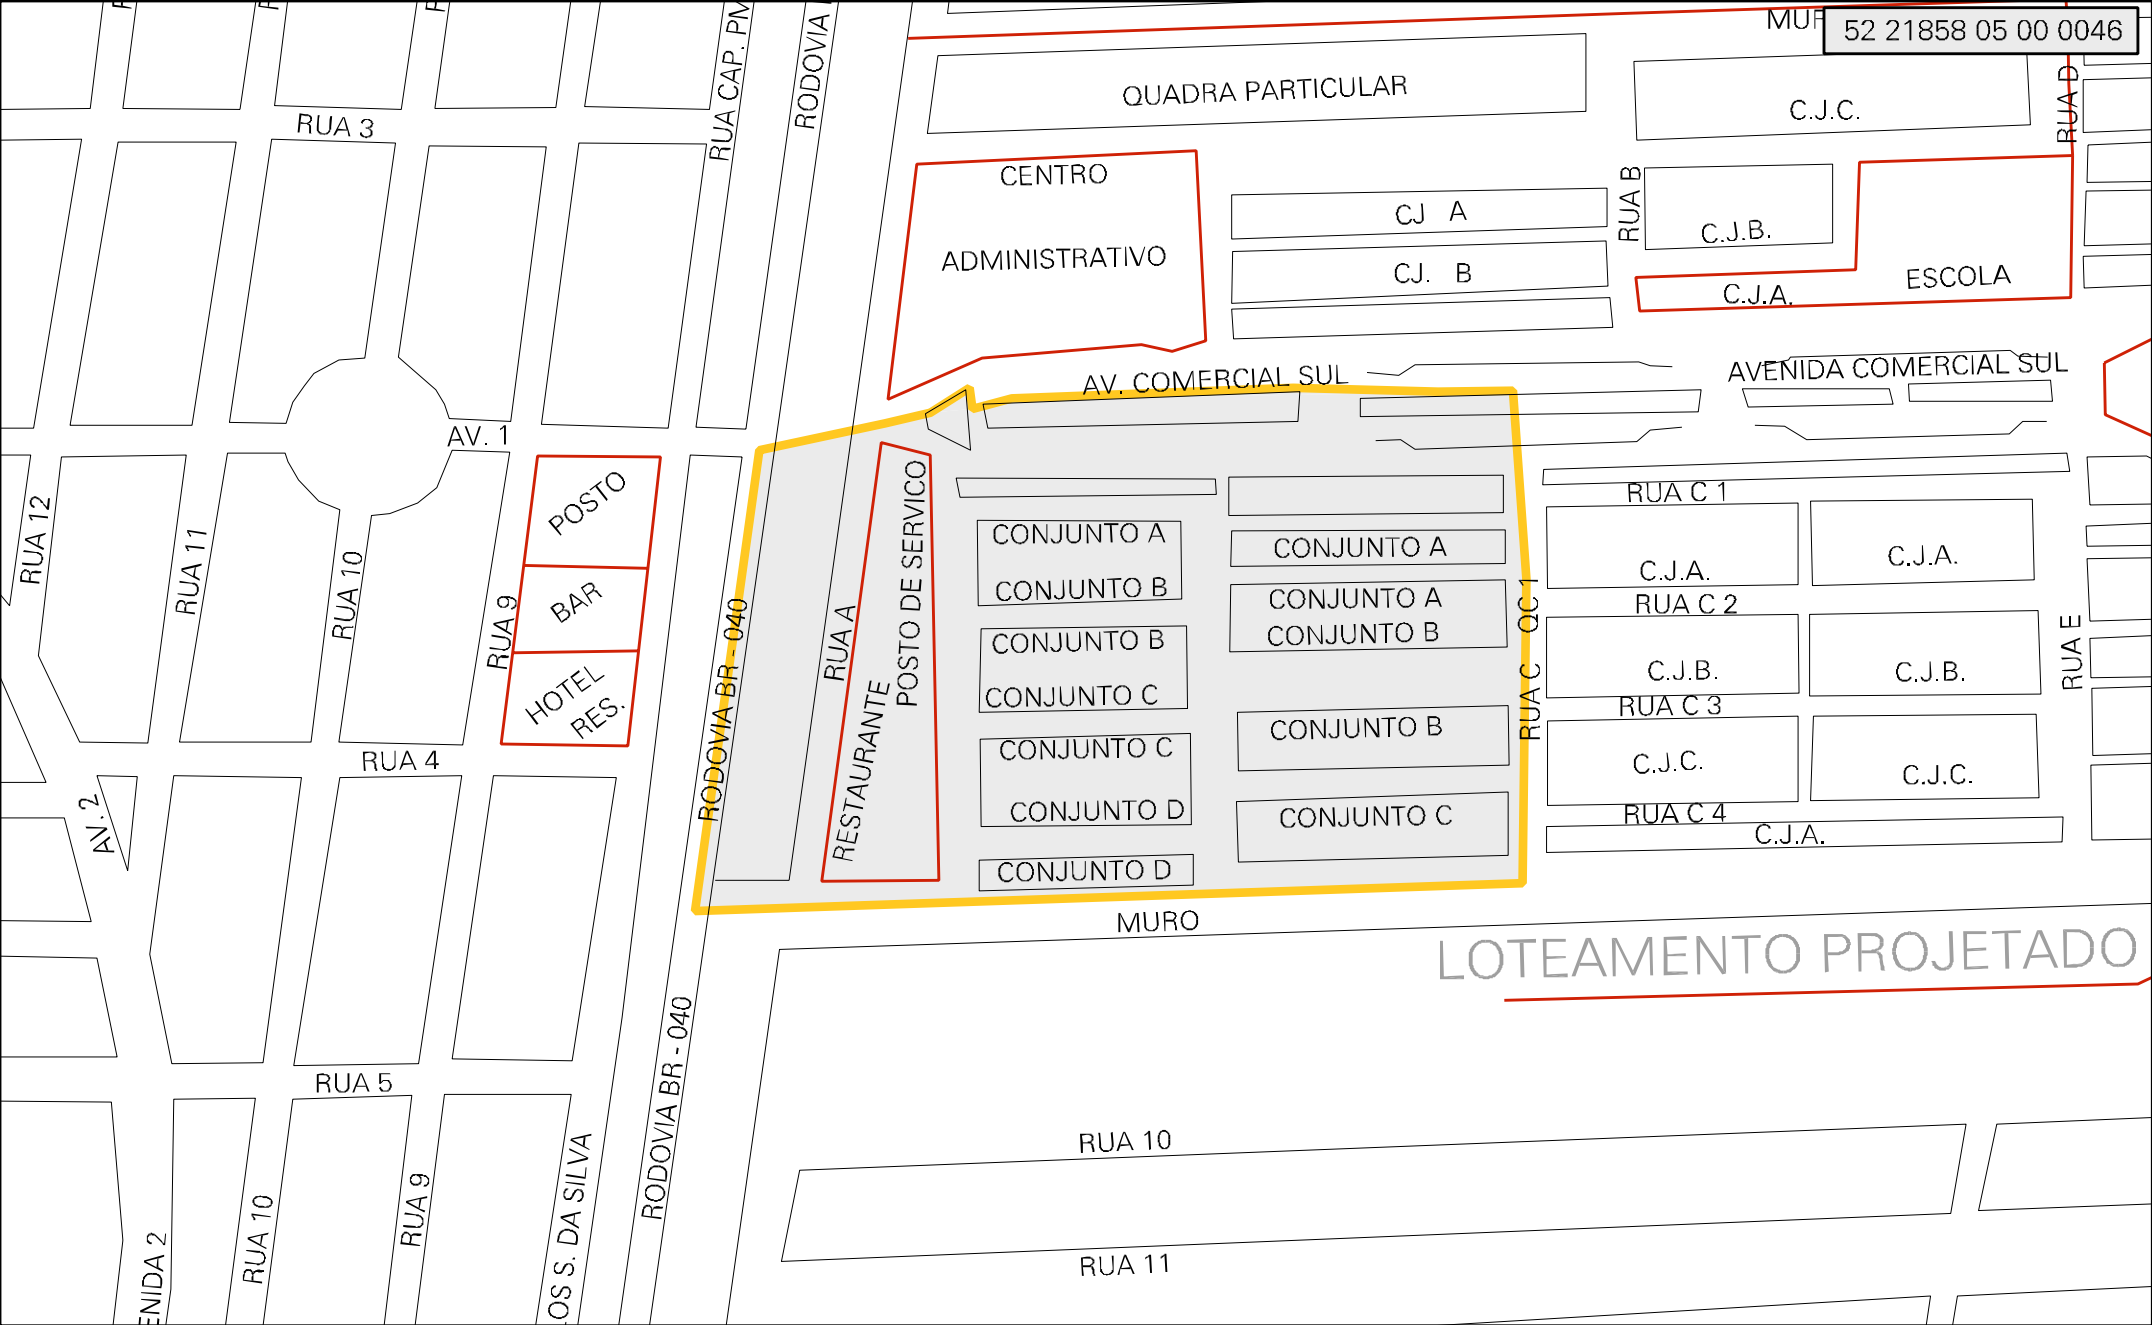 52 21858 05 00 0046
QUADRA PARTICULAR
C.J.C.
RUA D
RUA 3
RUA CAP. PM
RODOVIA
CENTRO
ADMINISTRATIVO
CJ A
CJ. B
RUA B
C.J.B.
C.J.A.
ESCOLA
AV. COMERCIAL SUL
AVENIDA COMERCIAL SUL
AV. 1
POSTO
BAR
HOTEL
RES.
RUA 12
RUA 11
RUA 10
RUA 9
RODOVIA BR - 040
RUA A
POSTO DE SERVICO
RESTAURANTE
CONJUNTO A
CONJUNTO B
CONJUNTO B
CONJUNTO C
CONJUNTO C
CONJUNTO D
CONJUNTO D
CONJUNTO A
CONJUNTO A
CONJUNTO B
CONJUNTO B
CONJUNTO C
RUA C QC 1
RUA C 1
C.J.A.
C.J.A.
RUA C 2
C.J.B.
C.J.B.
RUA C 3
C.J.C.
C.J.C.
RUA C 4
C.J.A.
RUA E
RUA 4
AV. 2
MURO
LOTEAMENTO PROJETADO
RUA 5
RODOVIA BR - 040
RUA 10
RUA 11
RUA 10
RUA 9
ENIDA 2
OS S. DA SILVA